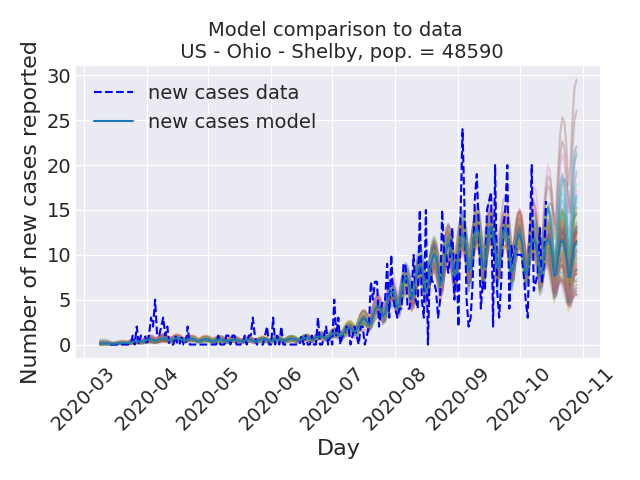 Model comparison to data
US - Ohio - Shelby, pop. = 48590
Number of new cases reported
30
25
20
15
10
5
0
new cases data
new cases model
2020-03
2020-04
2020-05
2020-06
2020-07
2020-08
2020-09
2020-10
2020-11
Day